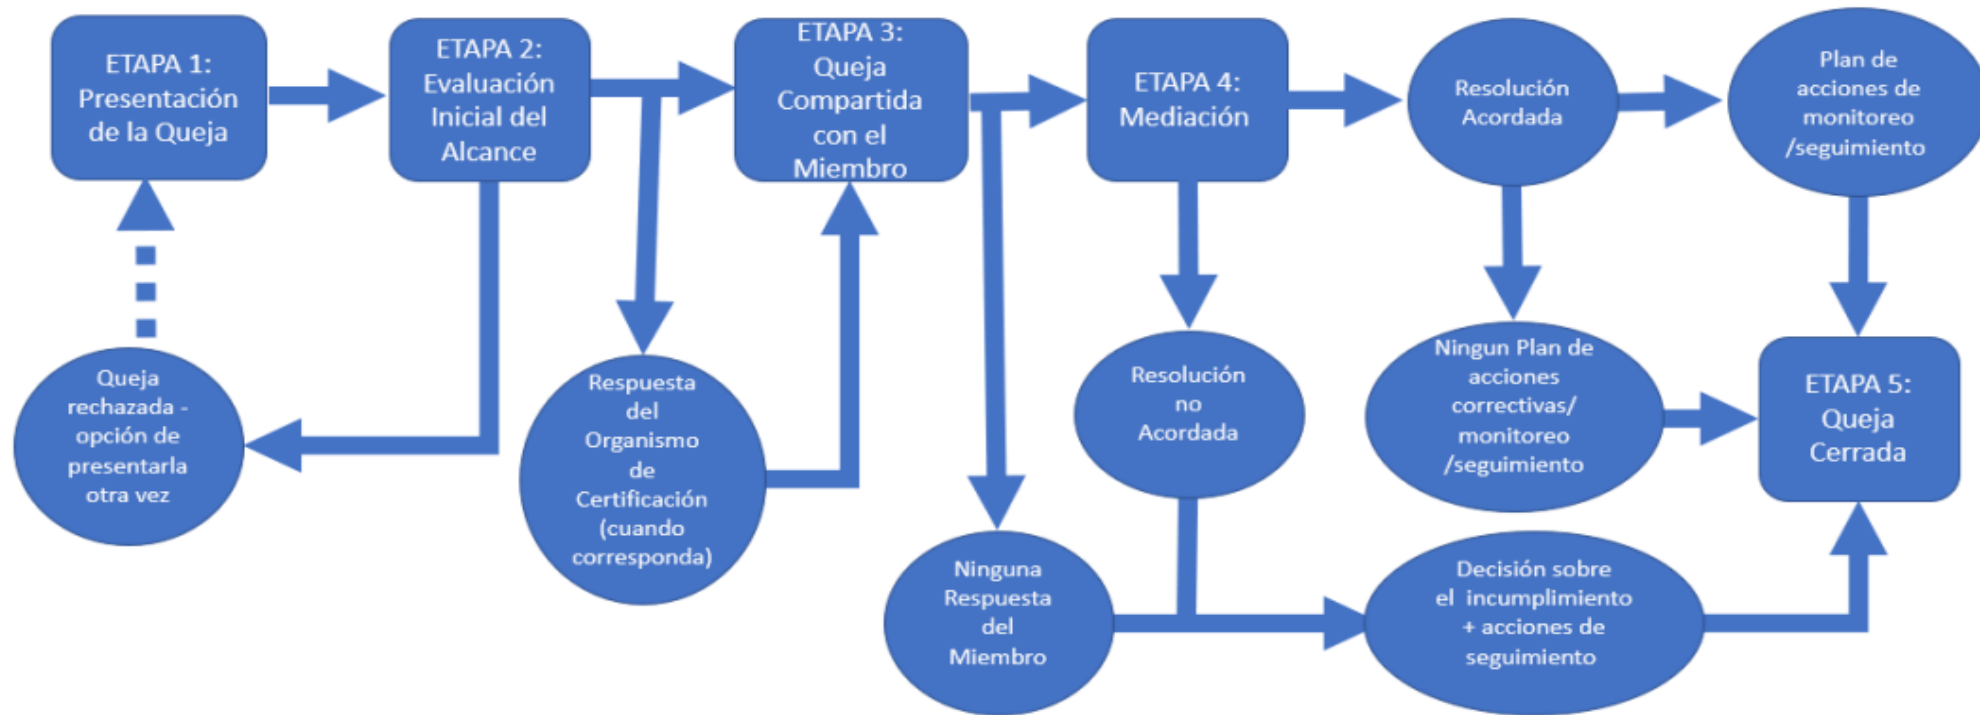 ETAPA 1:
Presentación
de la Queja
ETAPA 2:
Evaluación
Inicial del
Alcance
ETAPA 3:
Queja
Compartida
con el
Miembro
ETAPA 4:
Mediación
Resolución
Acordada
Plan de
acciones de
monitoreo
/seguimiento
Queja
rechazada -
opción de
presentarla
otra vez
Respuesta
del
Organismo
de
Certificación
(cuando
corresponda)
Resolución
no
Acordada
Ningun Plan de
acciones
correctivas/
monitoreo
/seguimiento
ETAPA 5:
Queja
Cerrada
Ninguna
Respuesta
del
Miembro
Decisión sobre
el incumplimiento
+ acciones de
seguimiento